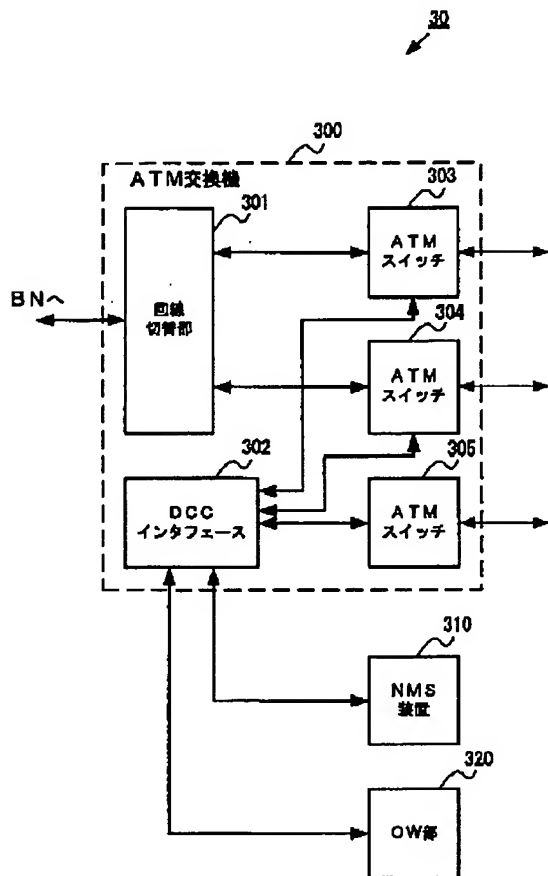 30
300
ATM交換機
301
303
ATM
スイッチ
BNへ
回線
切替部
304
ATM
スイッチ
302
305
DCC
インタフェース
ATM
スイッチ
310
NMS
装置
320
OW部